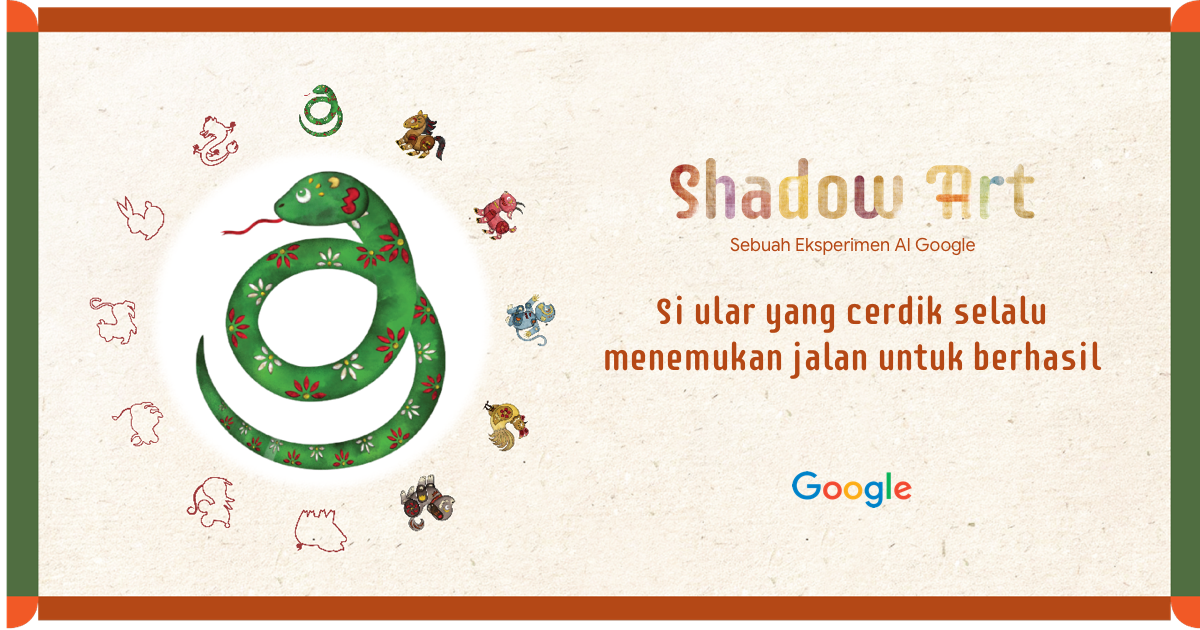 Shadow Art
Sebuah Eksperimen AI Google
Si ular yang cerdik selalu
menemukan jalan untuk berhasil
Google